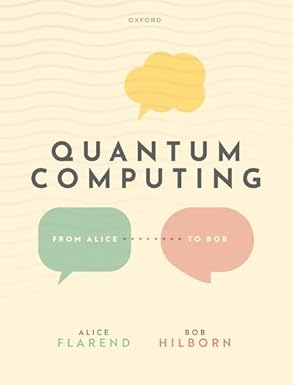 OXFORD
QUANTUM
COMPUTING
FROM ALICE TO BOB
ALICE BOB
FLAREND HILBORN